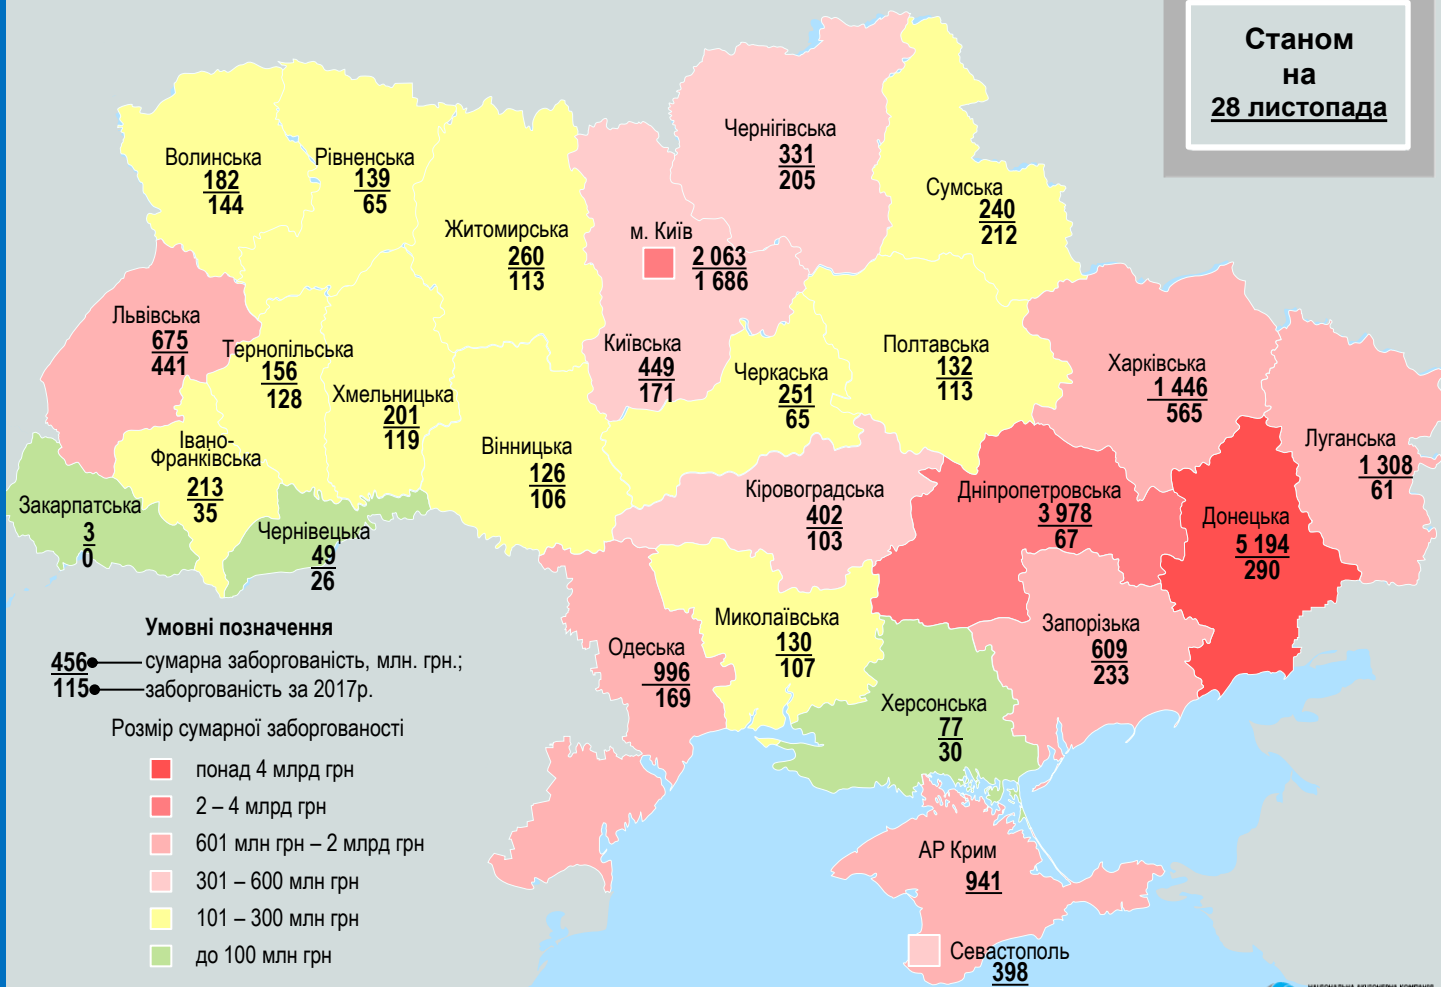 Станом
на
28 листопада
Чернігівська
331
205
Волинська
182
144
Рівненська
139
65
Сумська
240
212
Житомирська
260
113
м. Київ
2 063
1 686
Львівська
675
441
Тернопільська
156
128
Хмельницька
201
119
Київська
449
171
Черкаська
251
65
Полтавська
132
113
Харківська
1 446
565
Луганська
1 308
61
Івано-
Франківська
213
35
Вінницька
126
106
Кіровоградська
402
103
Дніпропетровська
3 978
67
Донецька
5 194
290
Закарпатська
3
0
Чернівецька
49
26
Одеська
996
169
Миколаївська
130
107
Запорізька
609
233
Херсонська
77
30
АР Крим
941
Севастополь
398
Умовні позначення
456 сумарна заборгованість, млн. грн.;
115 заборгованість за 2017р.
Розмір сумарної заборгованості
понад 4 млрд грн
2 – 4 млрд грн
601 млн грн – 2 млрд грн
301 – 600 млн грн
101 – 300 млн грн
до 100 млн грн